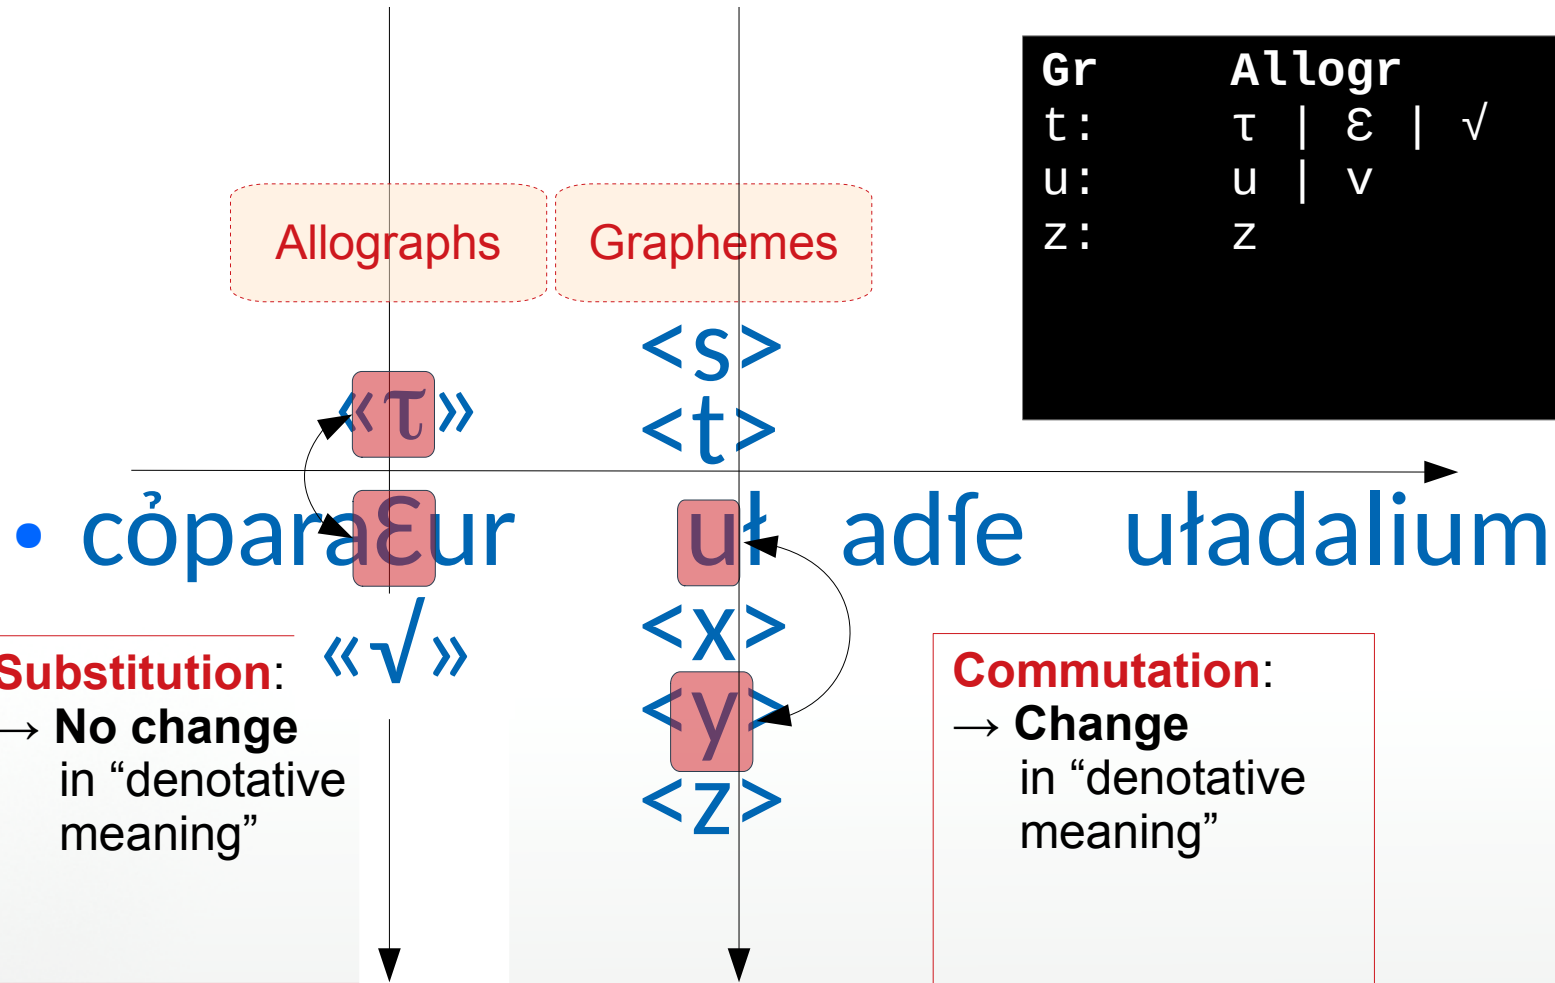 Gr Allogr
t: τ | Ɛ | √
u: u | v
z: z
Allographs Graphemes
<s>
«τ»
<t>
• cỏparaƐur uł adſe uładalium
«√»
<x>
<y>
<z>
Substitution:
→ No change
in “denotative
meaning”
Commutation:
→ Change
in “denotative
meaning”